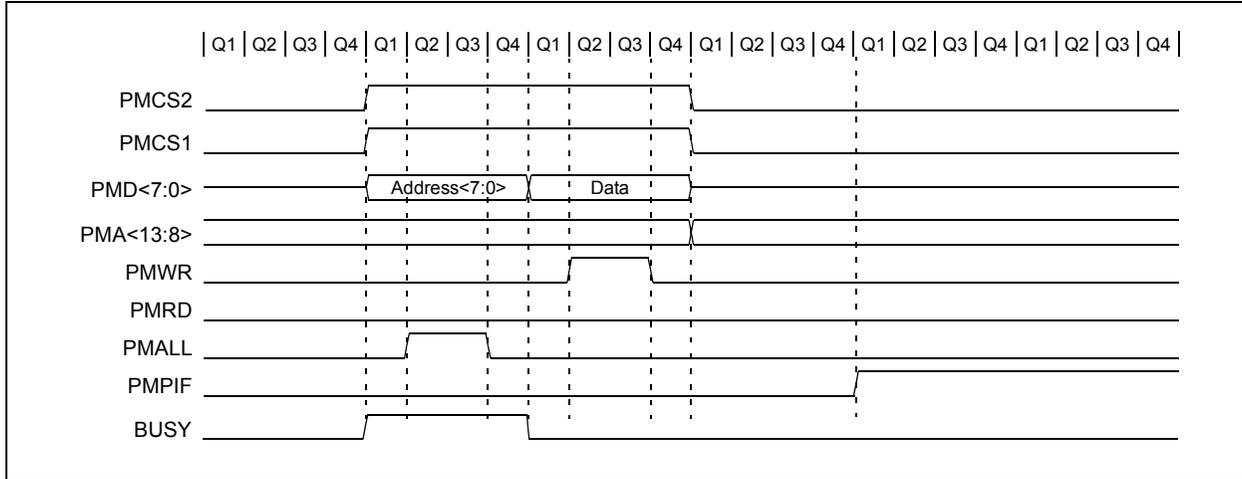 Q1 Q2 Q3 Q4 Q1 Q2 Q3 Q4 Q1 Q2 Q3 Q4 Q1 Q2 Q3 Q4 Q1 Q2 Q3 Q4 Q1 Q2 Q3 Q4
PMCS2
PMCS1
PMD<7:0> Address<7:0> Data
PMA<13:8>
PMWR
PMRD
PMALL
PMPIF
BUSY